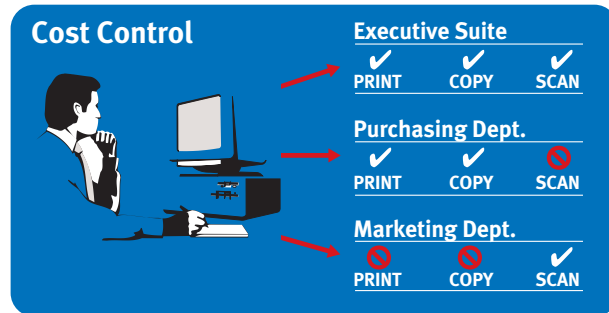 Cost Control
Executive Suite
PRINT COPY SCAN
Purchasing Dept.
PRINT COPY SCAN
Marketing Dept.
PRINT COPY SCAN